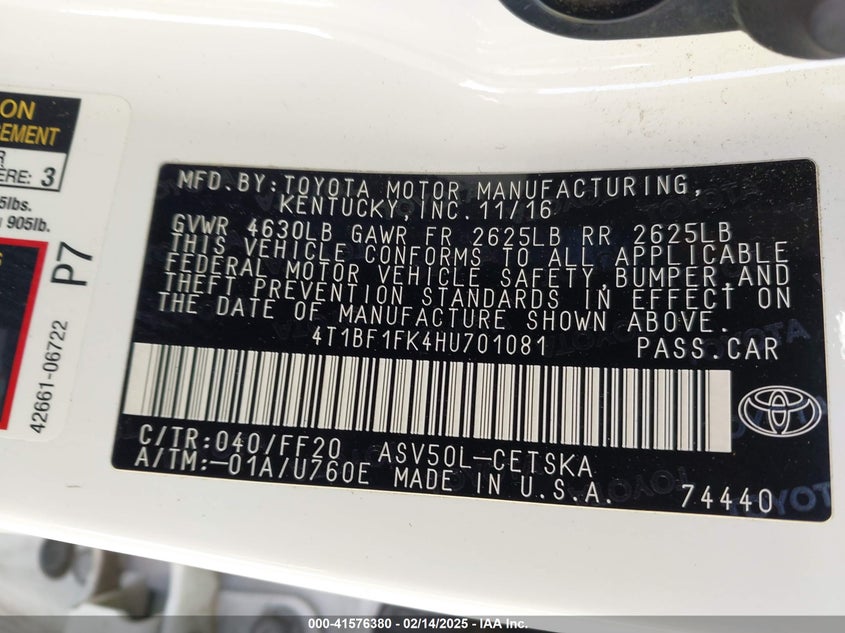 ON
GEMENT
ERE: 3
5lbs.
905lb.
P7
42661-06722
MFD.BY:TOYOTA MOTOR MANUFACTURING,
KENTUCKY,INC.11/16
GVWR 4630LB GAWR FR 2625LB RR 2625LB
THIS VEHICLE CONFORMS TO ALL APPLICABLE
FEDERAL MOTOR VEHICLE SAFETY,BUMPER,AND
THEFT PREVENTION STANDARDS IN EFFECT ON
THE DATE OF MANUFACTURE SHOWN ABOVE.
4T1BF1FK4HU701081 PASS.CAR
C/TR:040/FF20 ASV50L-CETSKA
A/TM:-01A/U760E MADE IN U.S.A. 74440
TOYOTA
000-41576380 - 02/14/2025 - IAA Inc.